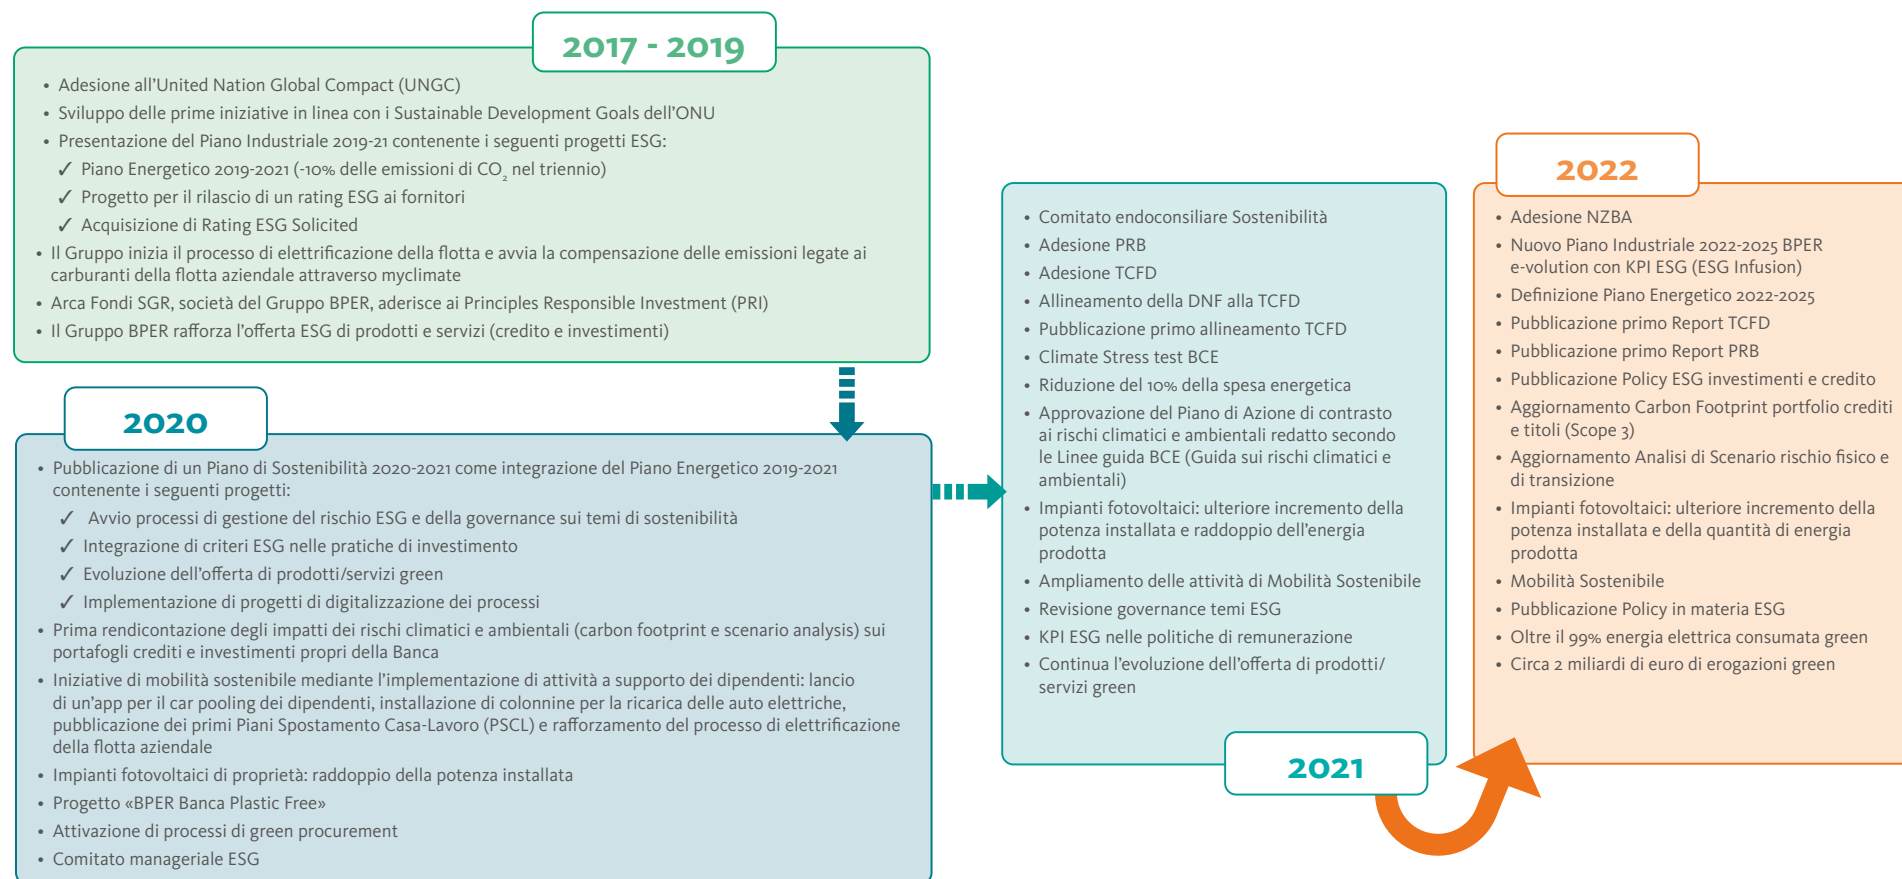 2017 - 2019
• Adesione all'United Nation Global Compact (UNGC)
• Sviluppo delle prime iniziative in linea con i Sustainable Development Goals dell'ONU
• Presentazione del Piano Industriale 2019-21 contenente i seguenti progetti ESG:
✓ Piano Energetico 2019-2021 (-10% delle emissioni di CO₂ nel triennio)
✓ Progetto per il rilascio di un rating ESG ai fornitori
✓ Acquisizione di Rating ESG Solicited
• Il Gruppo inizia il processo di elettrificazione della flotta e avvia la compensazione delle emissioni legate ai
carburanti della flotta aziendale attraverso myclimate
• Arca Fondi SGR, società del Gruppo BPER, aderisce ai Principles Responsible Investment (PRI)
• Il Gruppo BPER rafforza l'offerta ESG di prodotti e servizi (credito e investimenti)
2020
• Pubblicazione di un Piano di Sostenibilità 2020-2021 come integrazione del Piano Energetico 2019-2021
contenente i seguenti progetti:
✓ Avvio processi di gestione del rischio ESG e della governance sui temi di sostenibilità
✓ Integrazione di criteri ESG nelle pratiche di investimento
✓ Evoluzione dell'offerta di prodotti/servizi green
✓ Implementazione di progetti di digitalizzazione dei processi
• Prima rendicontazione degli impatti dei rischi climatici e ambientali (carbon footprint e scenario analysis) sui
portafogli crediti e investimenti propri della Banca
• Iniziative di mobilità sostenibile mediante l'implementazione di attività a supporto dei dipendenti: lancio
di un'app per il car pooling dei dipendenti, installazione di colonnine per la ricarica delle auto elettriche,
pubblicazione dei primi Piani Spostamento Casa-Lavoro (PSCL) e rafforzamento del processo di elettrificazione
della flotta aziendale
• Impianti fotovoltaici di proprietà: raddoppio della potenza installata
• Progetto «BPER Banca Plastic Free»
• Attivazione di processi di green procurement
• Comitato manageriale ESG
• Comitato endoconsiliare Sostenibilità
• Adesione PRB
• Adesione TCFD
• Allineamento della DNF alla TCFD
• Pubblicazione primo allineamento TCFD
• Climate Stress test BCE
• Riduzione del 10% della spesa energetica
• Approvazione del Piano di Azione di contrasto
ai rischi climatici e ambientali redatto secondo
le Linee guida BCE (Guida sui rischi climatici e
ambientali)
• Impianti fotovoltaici: ulteriore incremento della
potenza installata e raddoppio dell'energia
prodotta
• Ampliamento delle attività di Mobilità Sostenibile
• Revisione governance temi ESG
• KPI ESG nelle politiche di remunerazione
• Continua l'evoluzione dell'offerta di prodotti/
servizi green
2021
2022
• Adesione NZBA
• Nuovo Piano Industriale 2022-2025 BPER
e-volution con KPI ESG (ESG Infusion)
• Definizione Piano Energetico 2022-2025
• Pubblicazione primo Report TCFD
• Pubblicazione primo Report PRB
• Pubblicazione Policy ESG investimenti e credito
• Aggiornamento Carbon Footprint portfolio crediti
e titoli (Scope 3)
• Aggiornamento Analisi di Scenario rischio fisico e
di transizione
• Impianti fotovoltaici: ulteriore incremento della
potenza installata e della quantità di energia
prodotta
• Mobilità Sostenibile
• Pubblicazione Policy in materia ESG
• Oltre il 99% energia elettrica consumata green
• Circa 2 miliardi di euro di erogazioni green